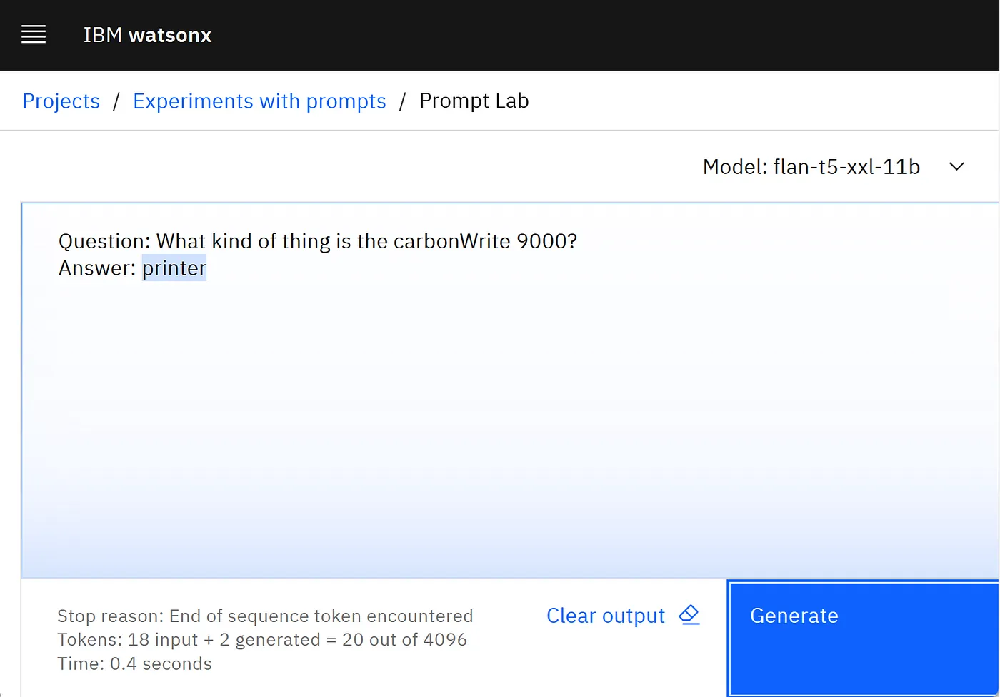 IBM watsonx
Projects / Experiments with prompts / Prompt Lab
Model: flan-t5-xxl-11b
Question: What kind of thing is the carbonWrite 9000?
Answer: printer
Stop reason: End of sequence token encountered
Tokens: 18 input + 2 generated = 20 out of 4096
Time: 0.4 seconds
Clear output
Generate